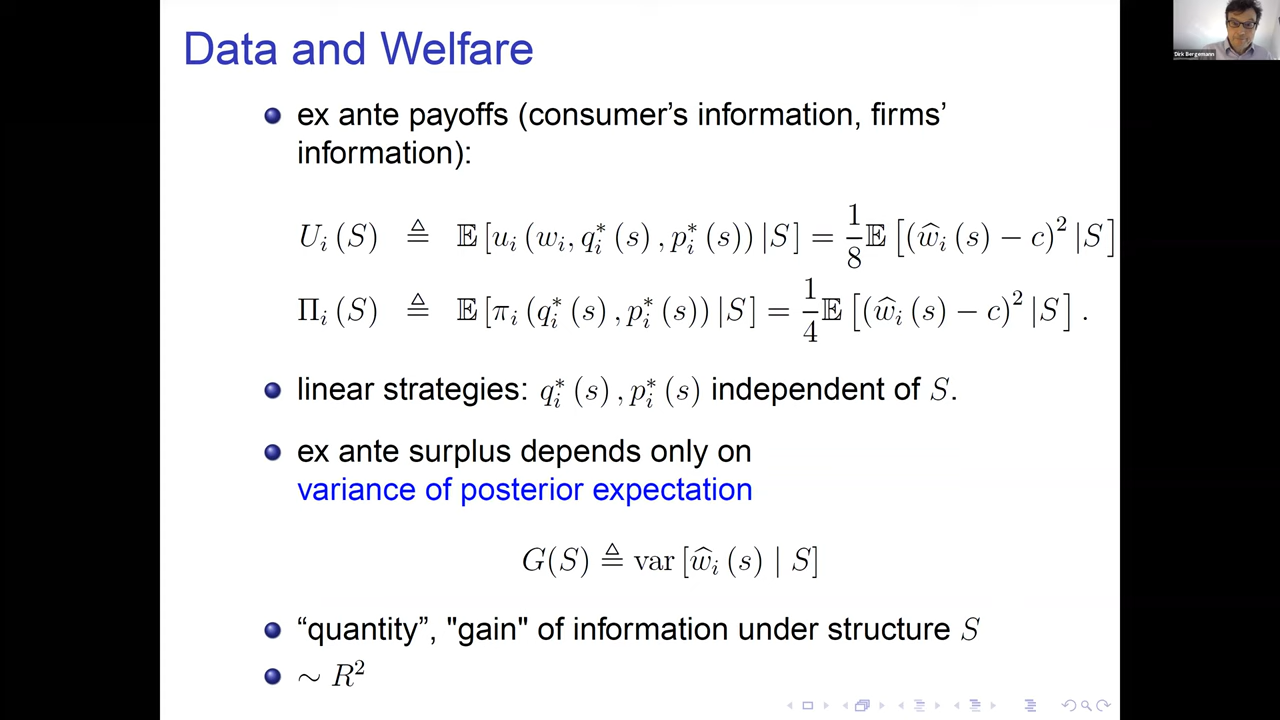 Data and Welfare
ex ante payoffs (consumer's information, firms'
information):
U_i (S) ≜ 𝔼 [u_i (w_i, q_i^* (s), p_i^* (s)) |S] = 1/8 𝔼 [(ŵ_i (s) − c)^2 |S]
Π_i (S) ≜ 𝔼 [π_i (q_i^* (s), p_i^* (s)) |S] = 1/4 𝔼 [(ŵ_i (s) − c)^2 |S] .
linear strategies: q_i^* (s), p_i^* (s) independent of S.
ex ante surplus depends only on
variance of posterior expectation
G(S) ≜ var [ŵ_i (s) | S]
“quantity”, "gain" of information under structure S
∼ R^2
Dirk Bergemann